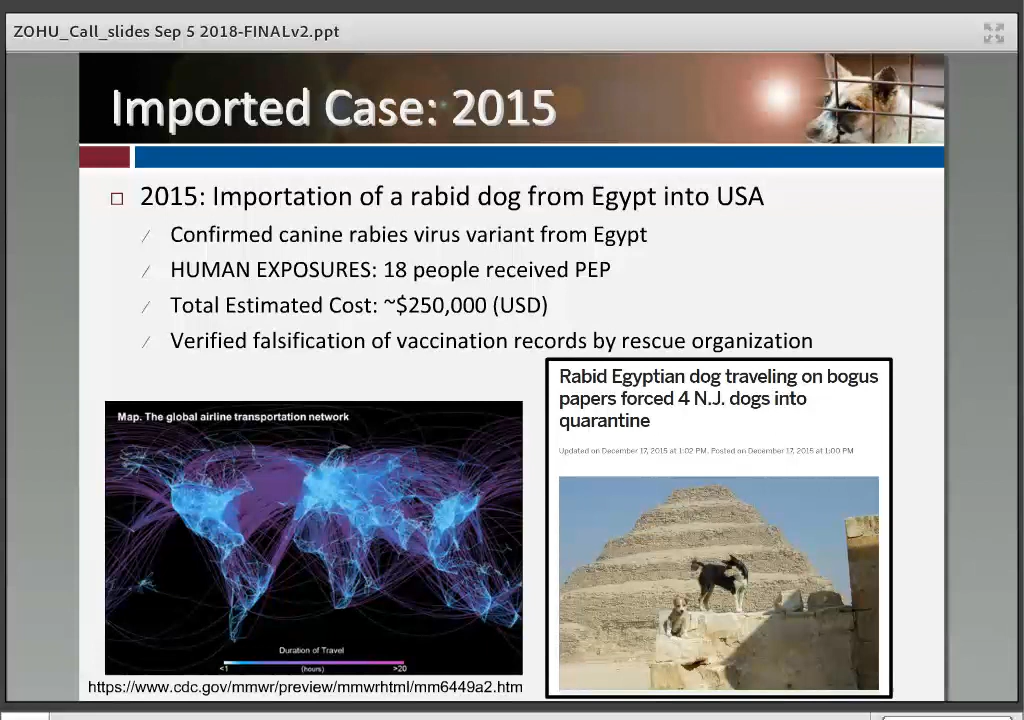 ZOHU_Call_slides Sep 5 2018-FINALv2.ppt
Imported Case: 2015
2015: Importation of a rabid dog from Egypt into USA
Confirmed canine rabies virus variant from Egypt
HUMAN EXPOSURES: 18 people received PEP
Total Estimated Cost: ~$250,000 (USD)
Verified falsification of vaccination records by rescue organization
Map. The global airline transportation network
Duration of Travel
<1 (hours) >20
https://www.cdc.gov/mmwr/preview/mmwrhtml/mm6449a2.htm
Rabid Egyptian dog traveling on bogus
papers forced 4 N.J. dogs into
quarantine
Updated on December 17, 2015 at 1:02 PM. Posted on December 17, 2015 at 1:00 PM